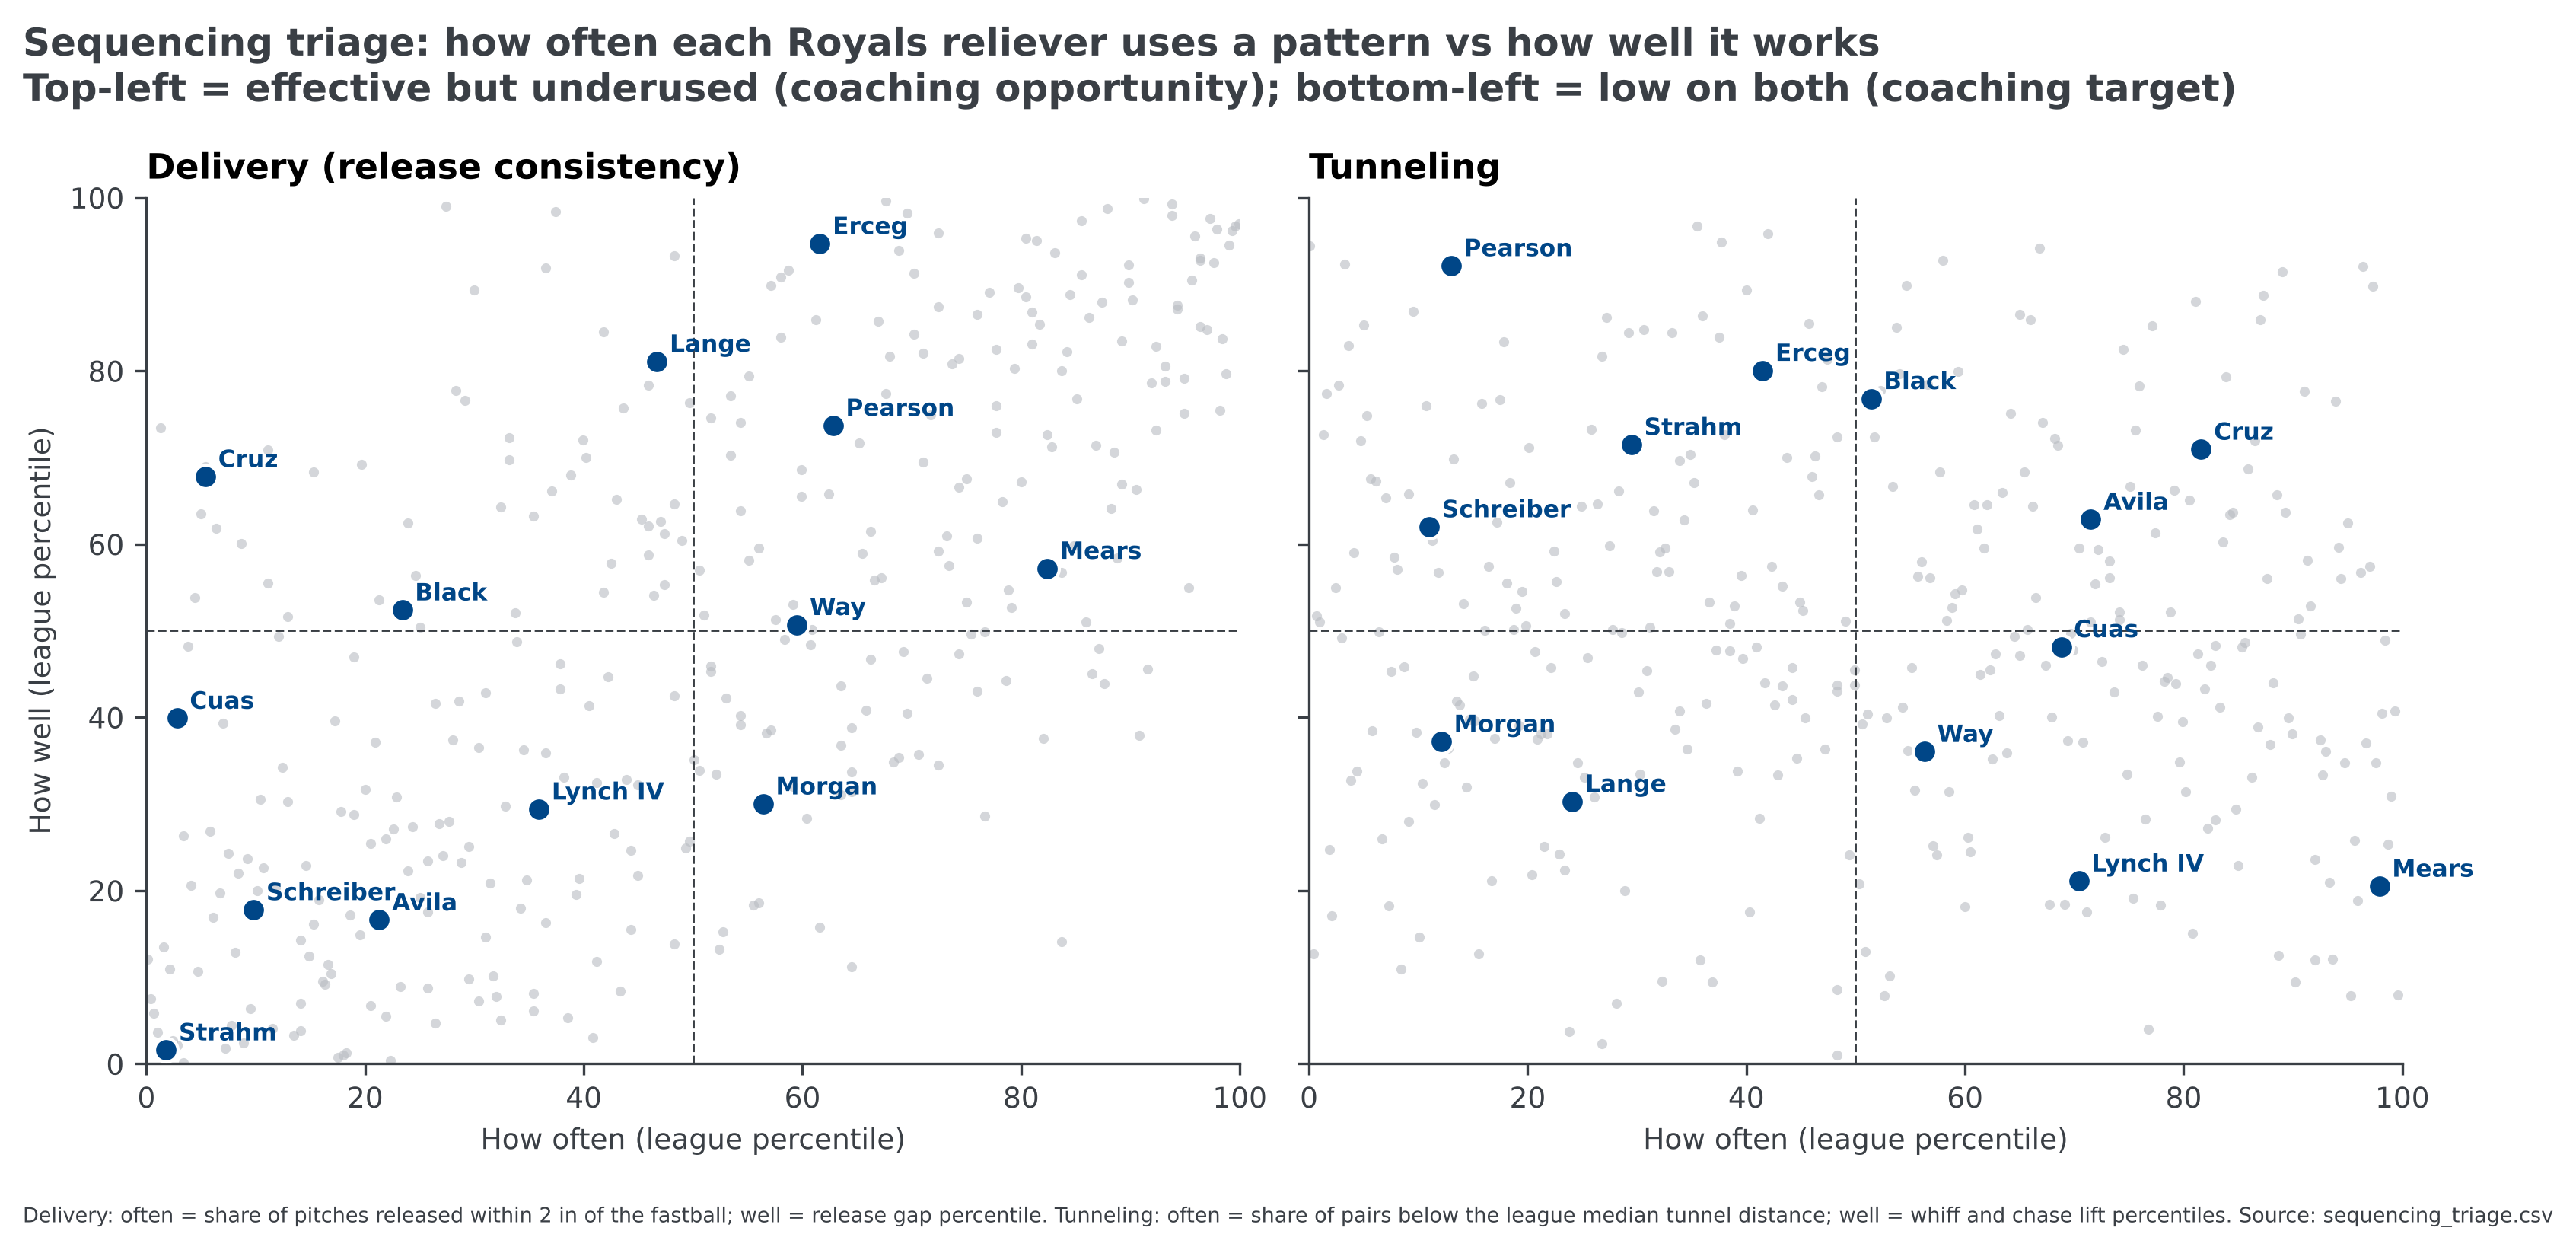 Sequencing triage: how often each Royals reliever uses a pattern vs how well it works
Top-left = effective but underused (coaching opportunity); bottom-left = low on both (coaching target)
Delivery (release consistency)
How well (league percentile)
100
80
60
40
20
0
Erceg
Lange
Pearson
Cruz
Mears
Black
Way
Cuas
Lynch IV
Morgan
Schreiber
Avila
Strahm
0
20
40
60
80
100
How often (league percentile)
Tunneling
Pearson
Erceg
Black
Strahm
Cruz
Schreiber
Avila
Cuas
Morgan
Way
Lange
Lynch IV
Mears
0
20
40
60
80
100
How often (league percentile)
Delivery: often = share of pitches released within 2 in of the fastball; well = release gap percentile. Tunneling: often = share of pairs below the league median tunnel distance; well = whiff and chase lift percentiles. Source: sequencing_triage.csv